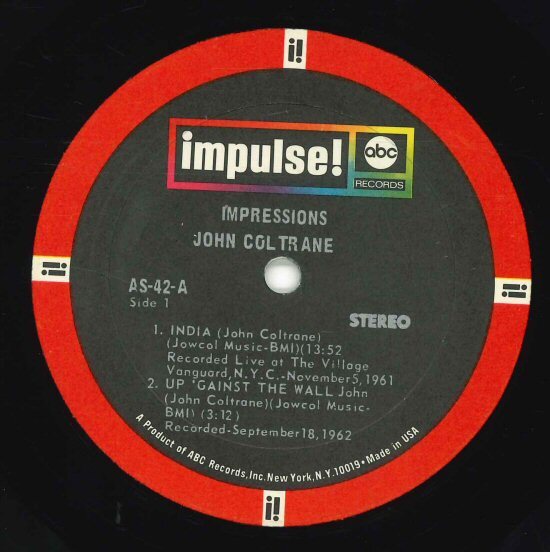 i!
impulse!
abc
RECORDS
IMPRESSIONS
JOHN COLTRANE
AS-42-A
Side 1
STEREO
i!
i!
1. INDIA (John Coltrane)
(Jowcol Music-BMI)(13:52
Recorded Live at The Village
Vanguard, N.Y.C.-November5, 1961
2. UP 'GAINST THE WALL John
(John Coltrane)(Jowcol Music-
BMI) (3:12)
Recorded-September18, 1962
A Product of ABC Records, Inc. New York, N.Y. 10019 • Made in USA
i!